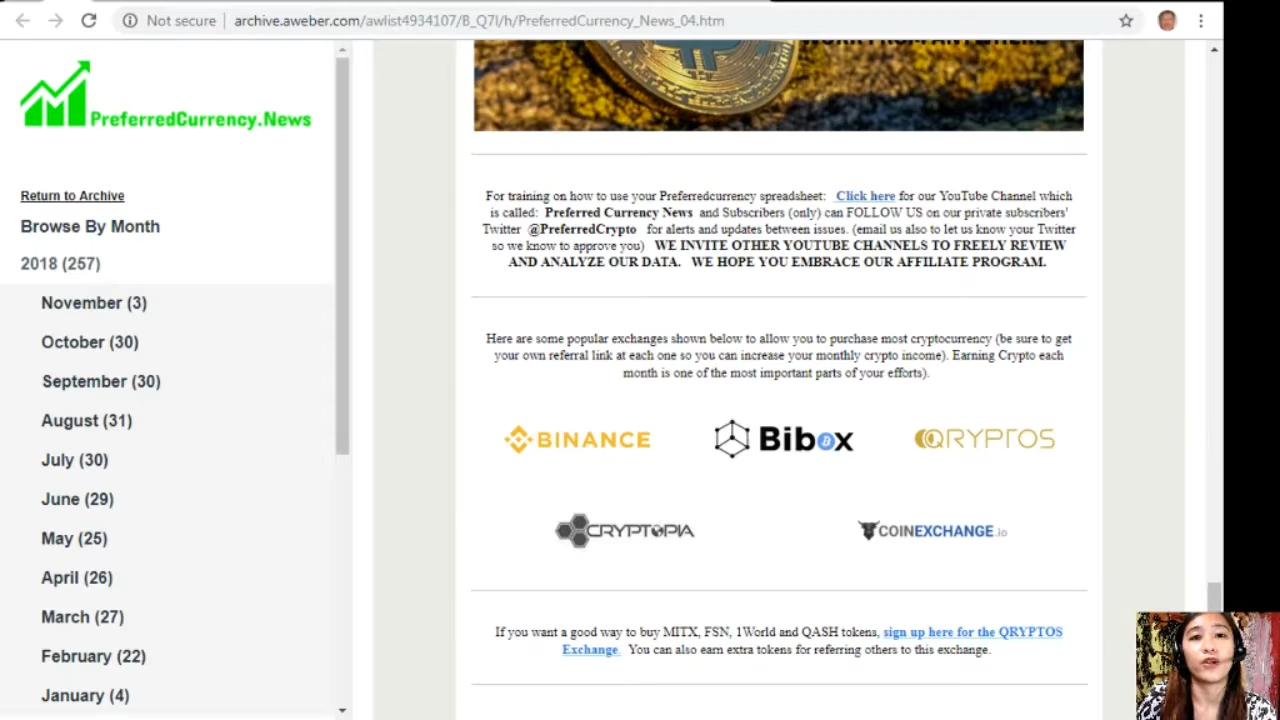 Not secure | archive.aweber.com/awlist4934107/B_Q7l/h/PreferredCurrency_News_04.htm
PreferredCurrency.News
Return to Archive
Browse By Month
2018 (257)
November (3)
October (30)
September (30)
August (31)
July (30)
June (29)
May (25)
April (26)
March (27)
February (22)
January (4)
For training on how to use your Preferredcurrency spreadsheet: Click here for our YouTube Channel which
is called: Preferred Currency News and Subscribers (only) can FOLLOW US on our private subscribers'
Twitter @PreferredCrypto for alerts and updates between issues. (email us also to let us know your Twitter
so we know to approve you) WE INVITE OTHER YOUTUBE CHANNELS TO FREELY REVIEW
AND ANALYZE OUR DATA. WE HOPE YOU EMBRACE OUR AFFILIATE PROGRAM.
Here are some popular exchanges shown below to allow you to purchase most cryptocurrency (be sure to get
your own referral link at each one so you can increase your monthly crypto income). Earning Crypto each
month is one of the most important parts of your efforts).
BINANCE
Bibox
QRYPTOS
CRYPTOPIA
COINEXCHANGE.io
If you want a good way to buy MITX, FSN, 1World and QASH tokens, sign up here for the QRYPTOS
Exchange. You can also earn extra tokens for referring others to this exchange.